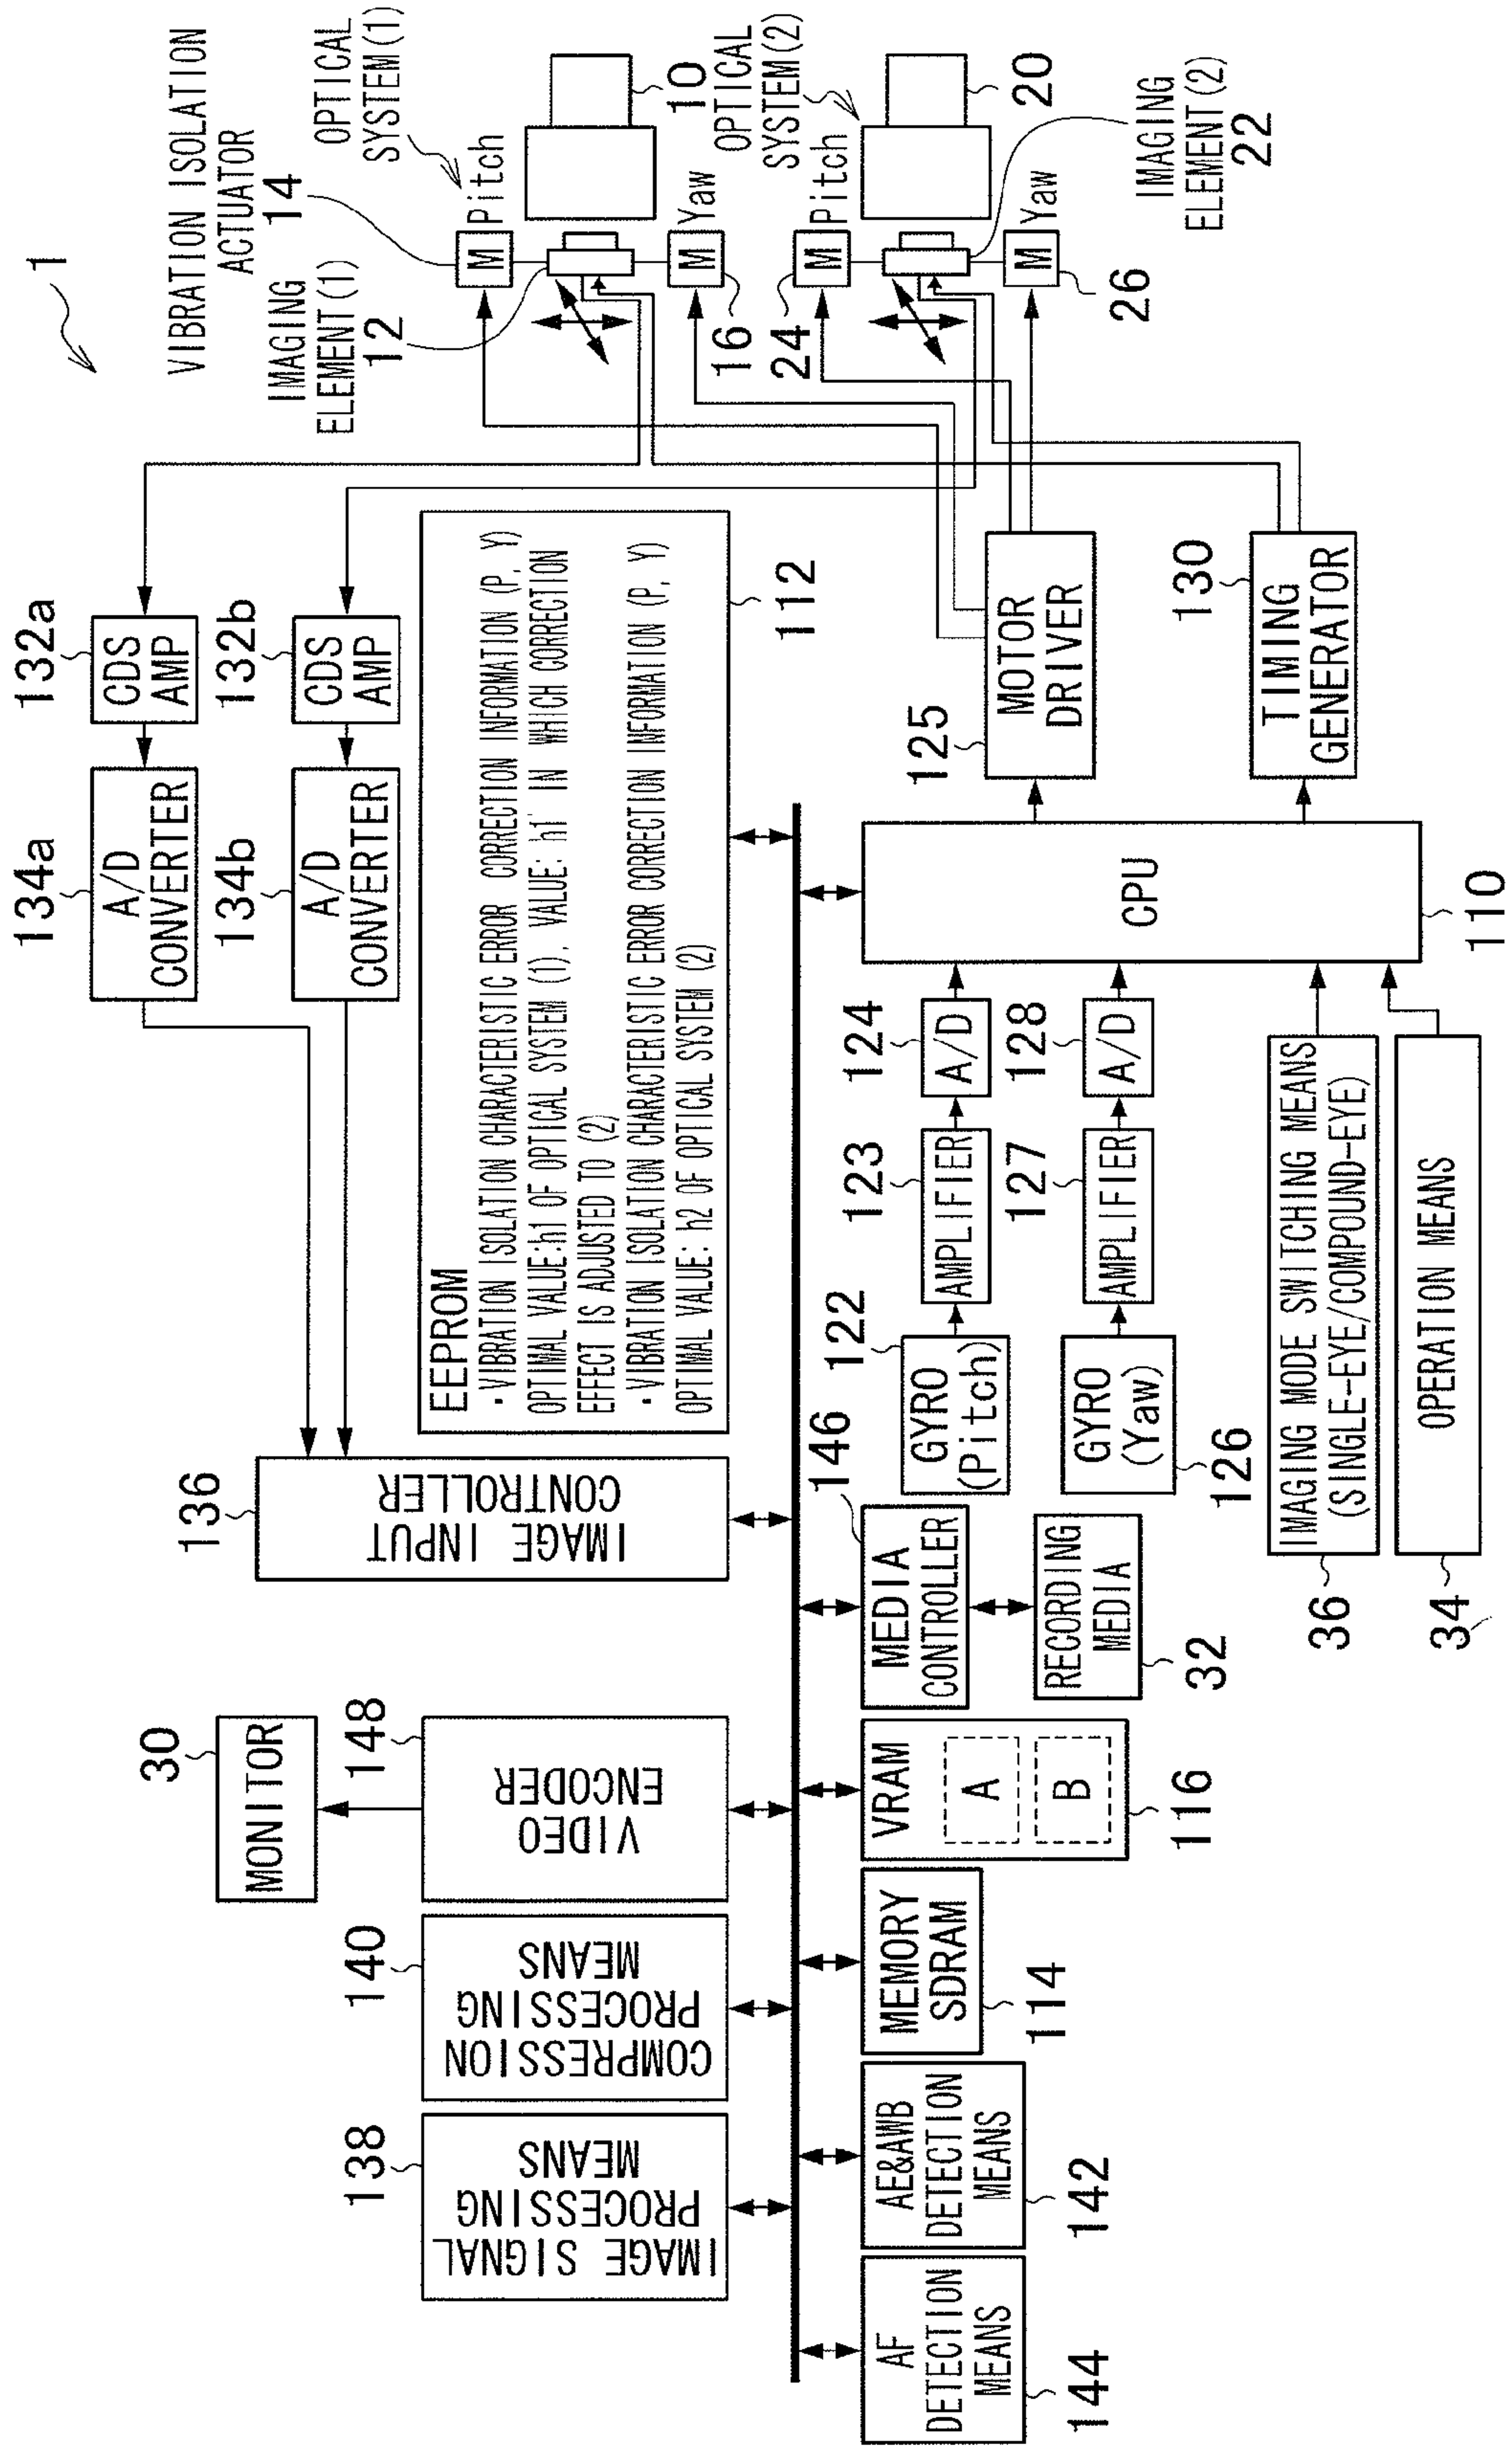 1
VIBRATION ISOLATION
ACTUATOR
14
OPTICAL
SYSTEM(1)
Pitch
M
10
IMAGING
ELEMENT(1)
12
M
Yaw
16
OPTICAL
SYSTEM(2)
Pitch
M
24
20
IMAGING
ELEMENT(2)
22
M
Yaw
26
132a
CDS
AMP
134a
A/D
CONVERTER
132b
CDS
AMP
134b
A/D
CONVERTER
136
IMAGE INPUT
CONTROLLER
EEPROM
・VIBRATION ISOLATION CHARACTERISTIC ERROR CORRECTION INFORMATION (P, Y)
OPTIMAL VALUE:h1 OF OPTICAL SYSTEM (1), VALUE: h1' IN WHICH CORRECTION
EFFECT IS ADJUSTED TO (2)
・VIBRATION ISOLATION CHARACTERISTIC ERROR CORRECTION INFORMATION (P, Y)
OPTIMAL VALUE: h2 OF OPTICAL SYSTEM (2)
112
30
MONITOR
148
VIDEO
ENCODER
140
COMPRESSION
PROCESSING
MEANS
138
IMAGE SIGNAL
PROCESSING
MEANS
AF
DETECTION
MEANS
144
AE&AWB
DETECTION
MEANS
142
MEMORY
SDRAM
114
VRAM
A
B
116
146
MEDIA
CONTROLLER
RECORDING
MEDIA
32
122
GYRO
(Pitch)
123
AMPLIFIER
124
A/D
GYRO
(Yaw)
126
127
AMPLIFIER
128
A/D
IMAGING MODE SWITCHING MEANS
(SINGLE-EYE/COMPOUND-EYE)
36
OPERATION MEANS
34
CPU
110
125
MOTOR
DRIVER
130
TIMING
GENERATOR